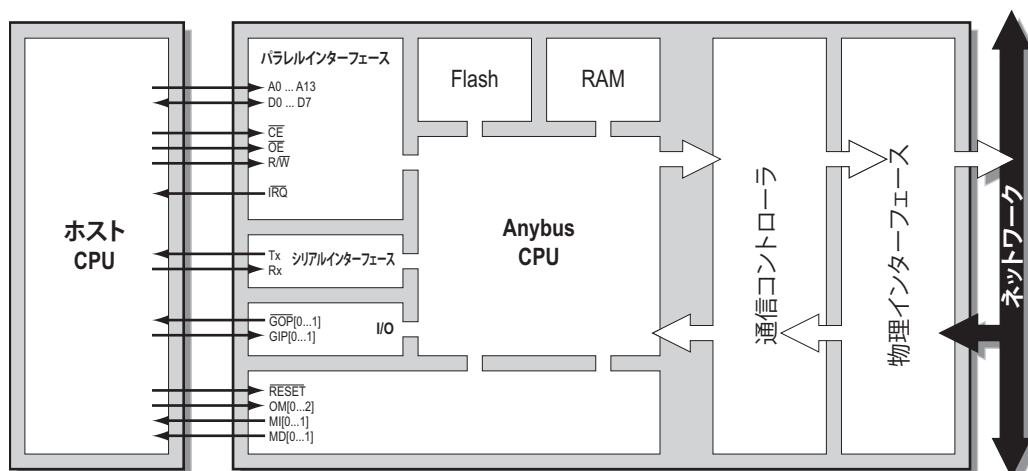 ホスト
CPU
パラレルインターフェース
A0 ... A13
D0 ... D7
CE
OE
R/W
IRQ
Tx
Rx
シリアルインターフェース
GOP[0...1]
GIP[0...1]
I/O
RESET
OM[0...2]
MI[0...1]
MD[0...1]
Flash
RAM
Anybus
CPU
通信コントローラ
物理インターフェース
ネットワーク